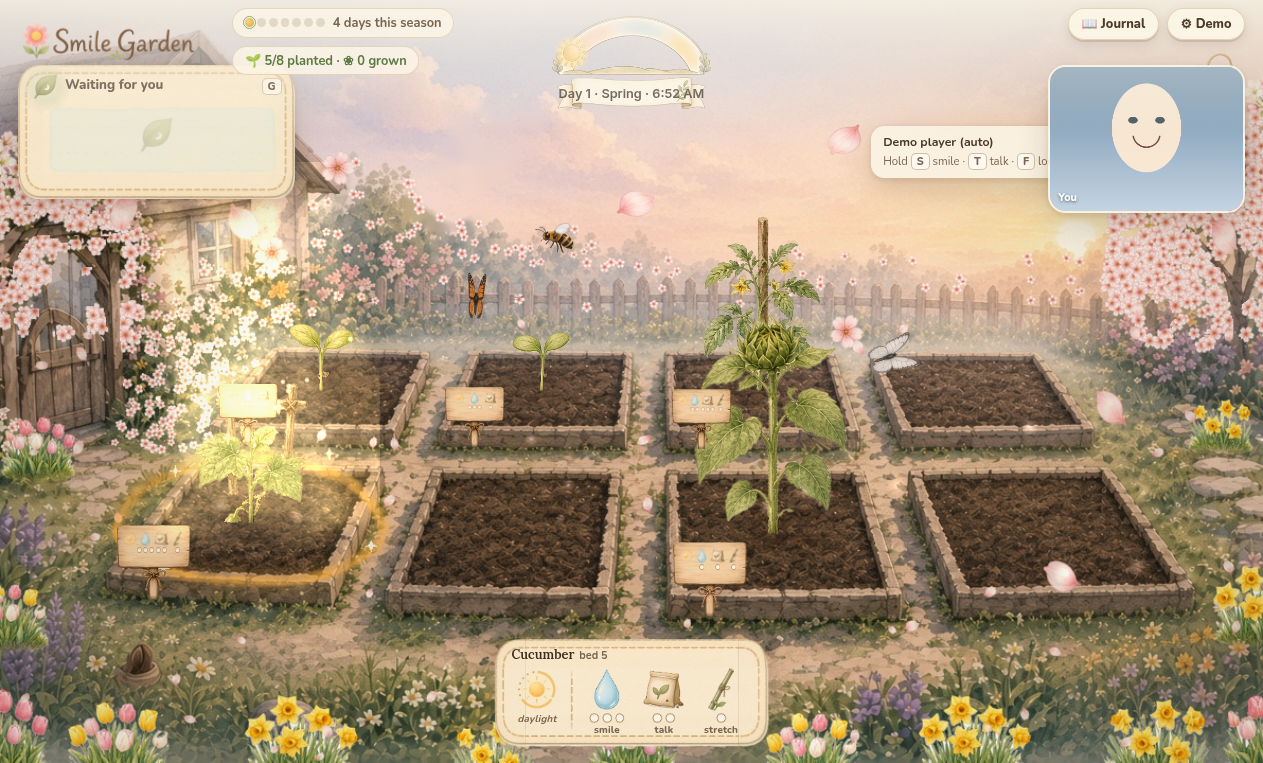 Smile Garden
4 days this season
5/8 planted · ❀ 0 grown
Waiting for you
G
Day 1 · Spring · 6:52 AM
Journal
Demo
Demo player (auto)
Hold S smile · T talk · F lo
You
Cucumber bed 5
daylight
smile
talk
stretch